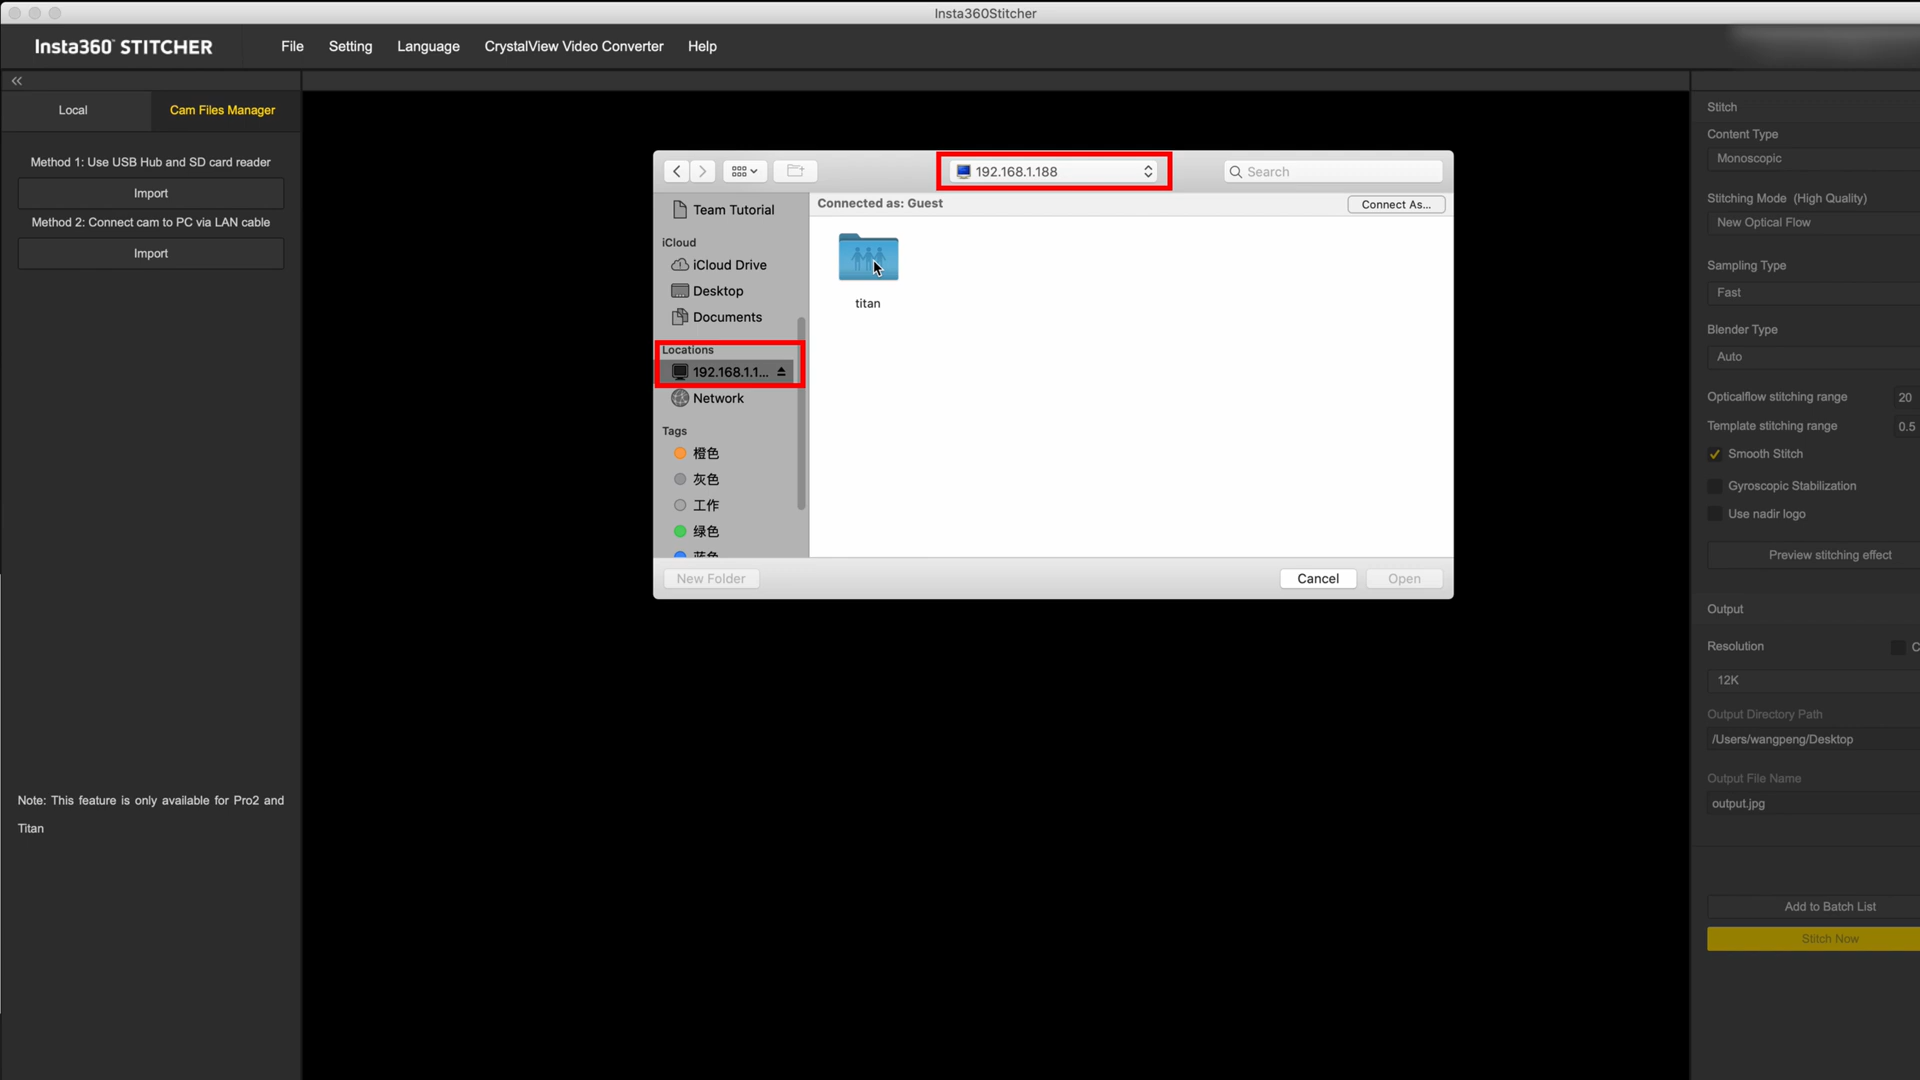 Insta360Stitcher
Insta360 STITCHER
File
Setting
Language
CrystalView Video Converter
Help
Local
Cam Files Manager
Method 1: Use USB Hub and SD card reader
Import
Method 2: Connect cam to PC via LAN cable
Import
Note: This feature is only available for Pro2 and
Titan
192.168.1.188
Search
Team Tutorial
iCloud
iCloud Drive
Desktop
Documents
Locations
192.168.1.1...
Network
Tags
橙色
灰色
工作
绿色
蓝色
Connected as: Guest
Connect As...
titan
New Folder
Cancel
Open
Stitch
Content Type
Monoscopic
Stitching Mode (High Quality)
New Optical Flow
Sampling Type
Fast
Blender Type
Auto
Opticalflow stitching range
20
Template stitching range
0.5
Smooth Stitch
Gyroscopic Stabilization
Use nadir logo
Preview stitching effect
Output
Resolution
C
12K
Output Directory Path
/Users/wangpeng/Desktop
Output File Name
output.jpg
Add to Batch List
Stitch Now